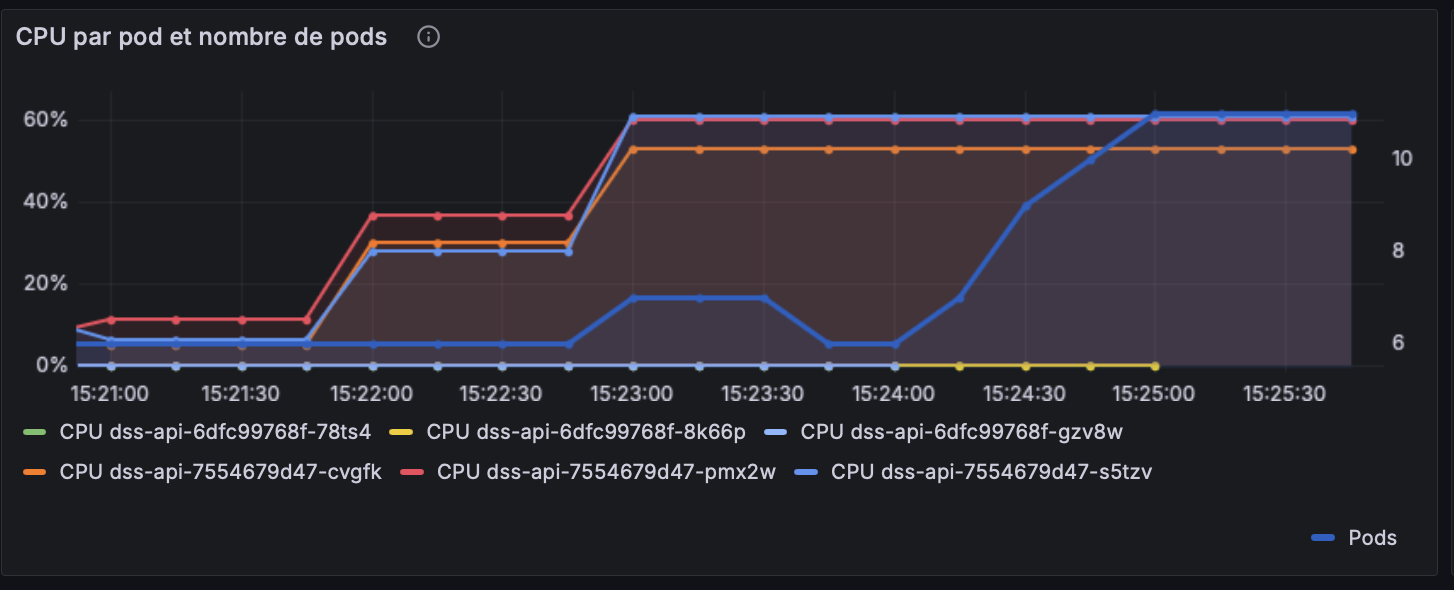 CPU par pod et nombre de pods
60%
40%
20%
0%
10
8
6
15:21:00 15:21:30 15:22:00 15:22:30 15:23:00 15:23:30 15:24:00 15:24:30 15:25:00 15:25:30
CPU dss-api-6dfc99768f-78ts4 CPU dss-api-6dfc99768f-8k66p CPU dss-api-6dfc99768f-gzv8w
CPU dss-api-7554679d47-cvgfk CPU dss-api-7554679d47-pmx2w CPU dss-api-7554679d47-s5tzv
Pods